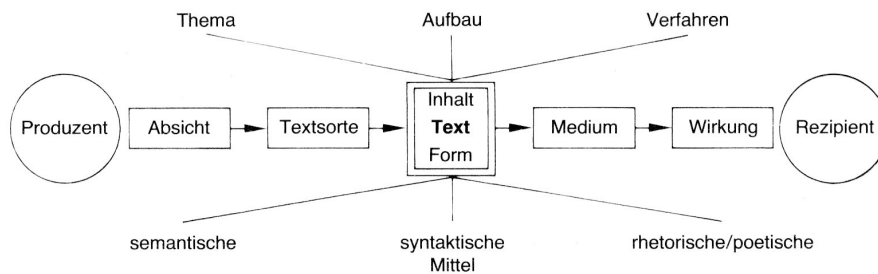 Thema Aufbau Verfahren
Inhalt
Produzent Absicht Textsorte Text Medium Wirkung Rezipient
Form
semantische syntaktische rhetorische/poetische
Mittel